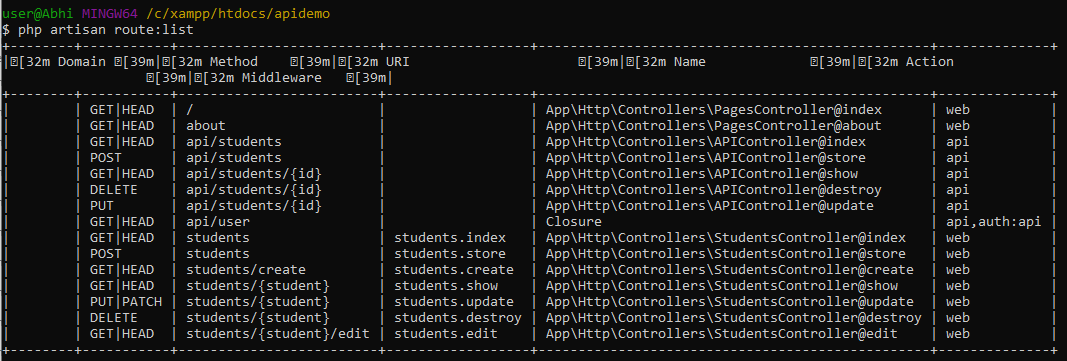 user@Abhi MINGW64 /c/xampp/htdocs/apidemo
$ php artisan route:list
+--------+-----------+-------------------------+------------------+------------------------------------------------+--------------+
|[32m Domain [39m|[32m Method    [39m|[32m URI                     [39m|[32m Name             [39m|[32m Action
                  [39m|[32m Middleware   [39m|
+--------+-----------+-------------------------+------------------+------------------------------------------------+--------------+
|        | GET|HEAD  | /                       |                  | App\Http\Controllers\PagesController@index       | web          |
|        | GET|HEAD  | about                   |                  | App\Http\Controllers\PagesController@about       | web          |
|        | GET|HEAD  | api/students            |                  | App\Http\Controllers\APIController@index         | api          |
|        | POST      | api/students            |                  | App\Http\Controllers\APIController@store         | api          |
|        | GET|HEAD  | api/students/{id}       |                  | App\Http\Controllers\APIController@show          | api          |
|        | DELETE    | api/students/{id}       |                  | App\Http\Controllers\APIController@destroy       | api          |
|        | PUT       | api/students/{id}       |                  | App\Http\Controllers\APIController@update        | api          |
|        | GET|HEAD  | api/user                |                  | Closure                                        | api,auth:api |
|        | GET|HEAD  | students                | students.index   | App\Http\Controllers\StudentsController@index    | web          |
|        | POST      | students                | students.store   | App\Http\Controllers\StudentsController@store    | web          |
|        | GET|HEAD  | students/create         | students.create  | App\Http\Controllers\StudentsController@create   | web          |
|        | GET|HEAD  | students/{student}      | students.show    | App\Http\Controllers\StudentsController@show     | web          |
|        | PUT|PATCH | students/{student}      | students.update  | App\Http\Controllers\StudentsController@update   | web          |
|        | DELETE    | students/{student}      | students.destroy | App\Http\Controllers\StudentsController@destroy  | web          |
|        | GET|HEAD  | students/{student}/edit | students.edit    | App\Http\Controllers\StudentsController@edit     | web          |
+--------+-----------+-------------------------+------------------+------------------------------------------------+--------------+